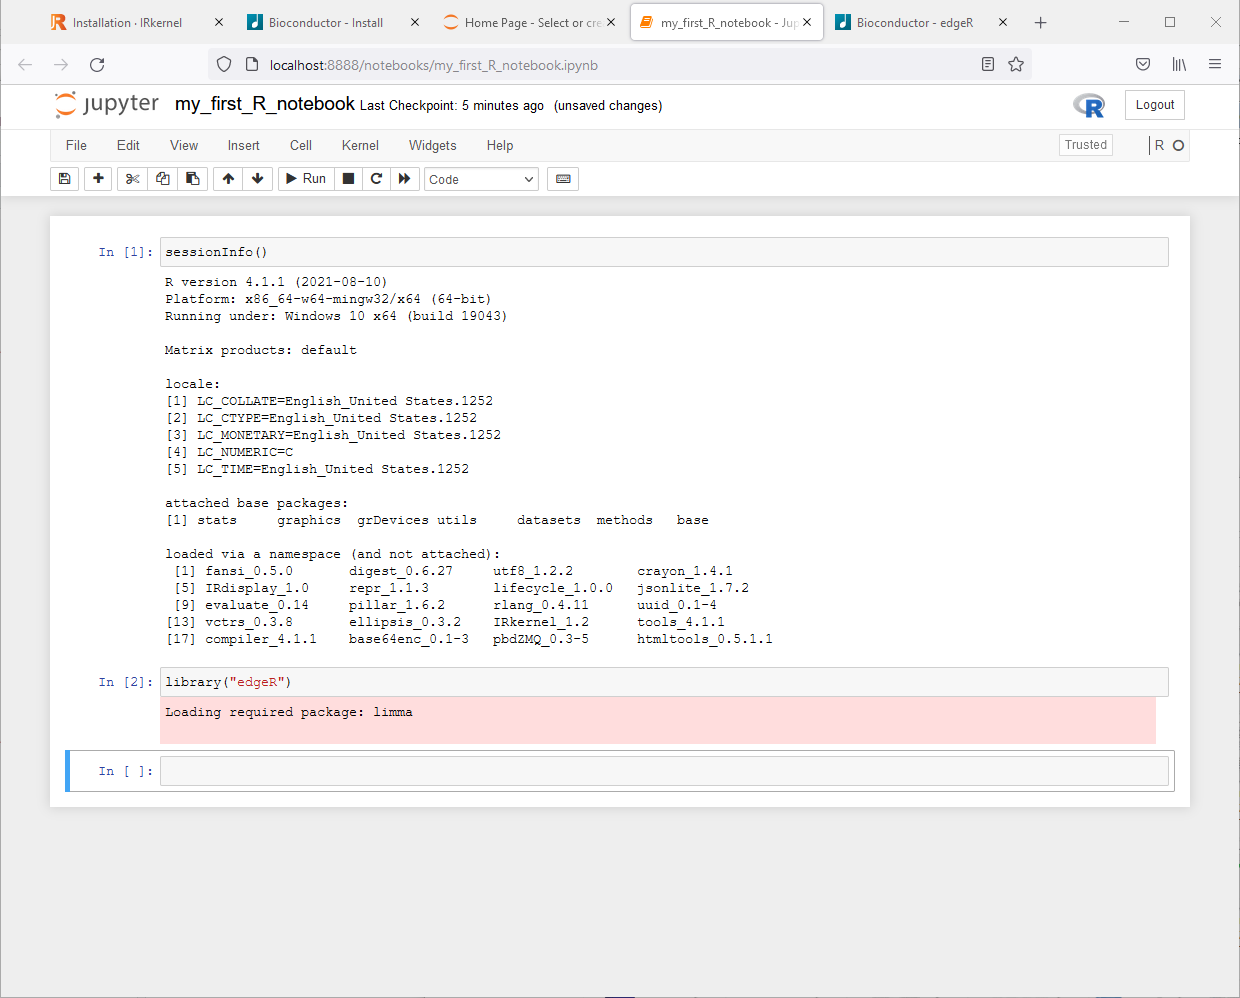 Installation · IRkernel
Bioconductor - Install
Home Page - Select or cre
my_first_R_notebook - Jup
Bioconductor - edgeR
localhost:8888/notebooks/my_first_R_notebook.ipynb
jupyter my_first_R_notebook Last Checkpoint: 5 minutes ago (unsaved changes)
R
Logout
File Edit View Insert Cell Kernel Widgets Help
Trusted
R
Run
Code
In [1]: sessionInfo()
R version 4.1.1 (2021-08-10)
Platform: x86_64-w64-mingw32/x64 (64-bit)
Running under: Windows 10 x64 (build 19043)
Matrix products: default
locale:
[1] LC_COLLATE=English_United States.1252
[2] LC_CTYPE=English_United States.1252
[3] LC_MONETARY=English_United States.1252
[4] LC_NUMERIC=C
[5] LC_TIME=English_United States.1252
attached base packages:
[1] stats     graphics  grDevices utils     datasets  methods   base
loaded via a namespace (and not attached):
 [1] fansi_0.5.0       digest_0.6.27     utf8_1.2.2        crayon_1.4.1
 [5] IRdisplay_1.0     repr_1.1.3        lifecycle_1.0.0   jsonlite_1.7.2
 [9] evaluate_0.14     pillar_1.6.2      rlang_0.4.11      uuid_0.1-4
[13] vctrs_0.3.8       ellipsis_0.3.2    IRkernel_1.2      tools_4.1.1
[17] compiler_4.1.1    base64enc_0.1-3   pbdZMQ_0.3-5      htmltools_0.5.1.1
In [2]: library("edgeR")
Loading required package: limma
In [ ]: